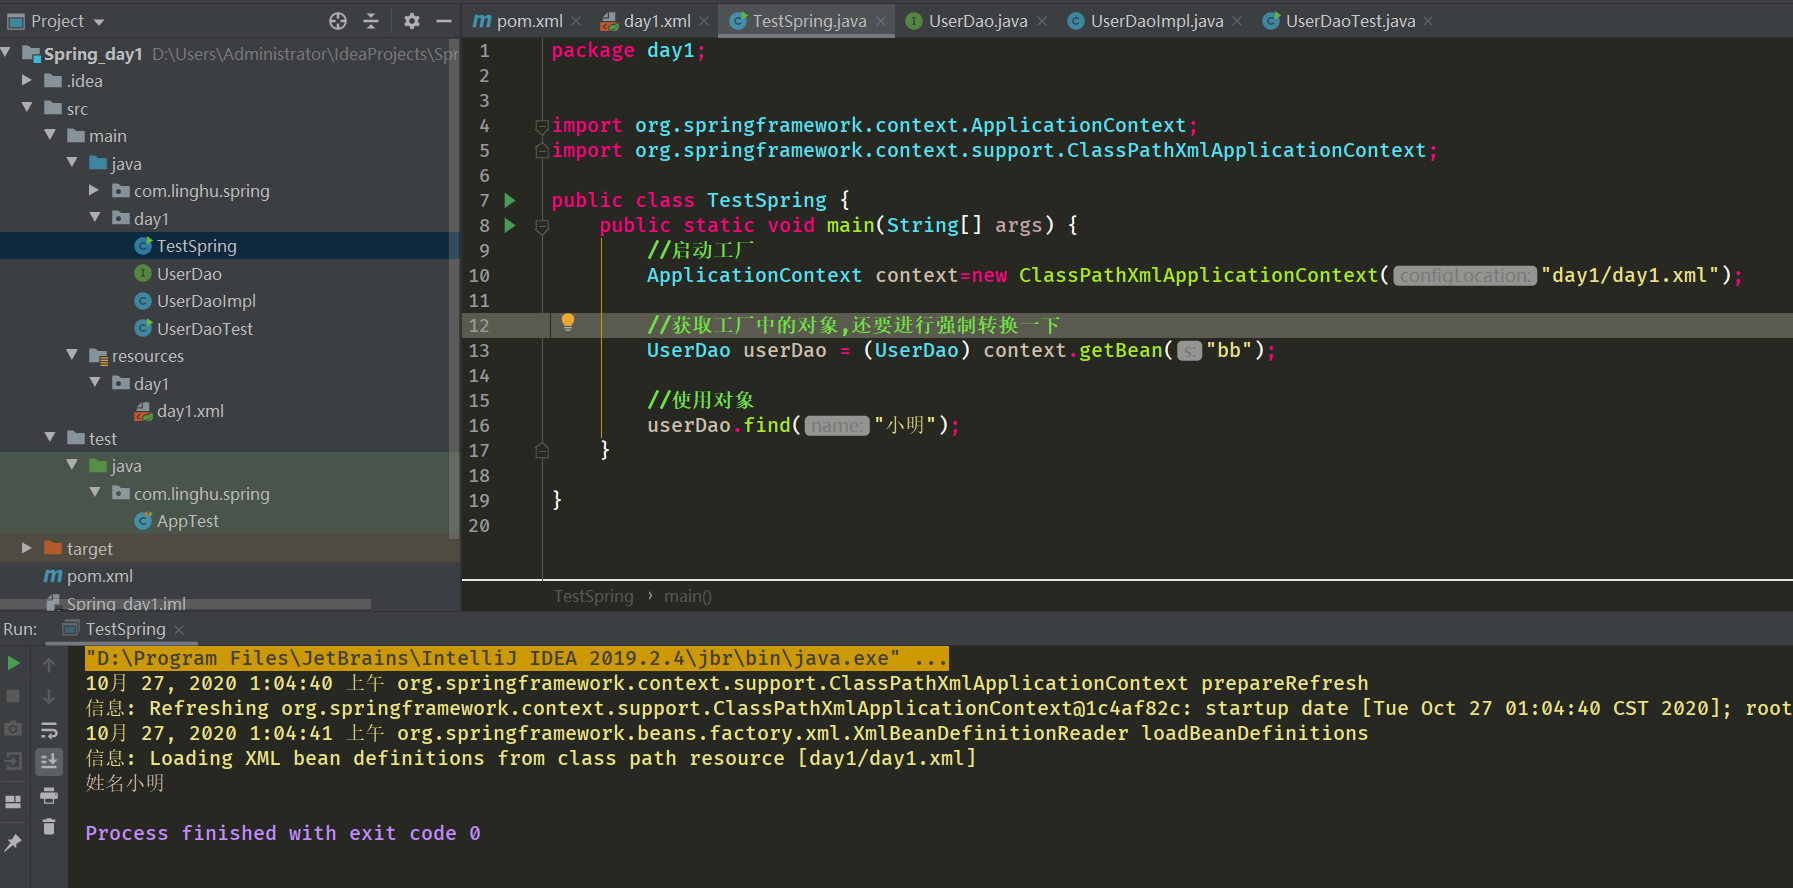 Project
Spring_day1 D:\Users\Administrator\IdeaProjects\Spr
.idea
src
main
java
com.linghu.spring
day1
TestSpring
UserDao
UserDaoImpl
UserDaoTest
resources
day1
day1.xml
test
java
com.linghu.spring
AppTest
target
pom.xml
Spring_day1.iml
pom.xml
day1.xml
TestSpring.java
UserDao.java
UserDaoImpl.java
UserDaoTest.java
1 package day1;
2
3
4 import org.springframework.context.ApplicationContext;
5 import org.springframework.context.support.ClassPathXmlApplicationContext;
6
7 public class TestSpring {
8 public static void main(String[] args) {
9 //启动工厂
10 ApplicationContext context=new ClassPathXmlApplicationContext( configLocation: "day1/day1.xml");
11
12 //获取工厂中的对象,还要进行强制转换一下
13 UserDao userDao = (UserDao) context.getBean( s: "bb");
14
15 //使用对象
16 userDao.find( name: "小明");
17 }
18
19 }
20
TestSpring › main()
Run: TestSpring
"D:\Program Files\JetBrains\IntelliJ IDEA 2019.2.4\jbr\bin\java.exe" ...
10月 27, 2020 1:04:40 上午 org.springframework.context.support.ClassPathXmlApplicationContext prepareRefresh
信息: Refreshing org.springframework.context.support.ClassPathXmlApplicationContext@1c4af82c: startup date [Tue Oct 27 01:04:40 CST 2020]; root
10月 27, 2020 1:04:41 上午 org.springframework.beans.factory.xml.XmlBeanDefinitionReader loadBeanDefinitions
信息: Loading XML bean definitions from class path resource [day1/day1.xml]
姓名小明
Process finished with exit code 0